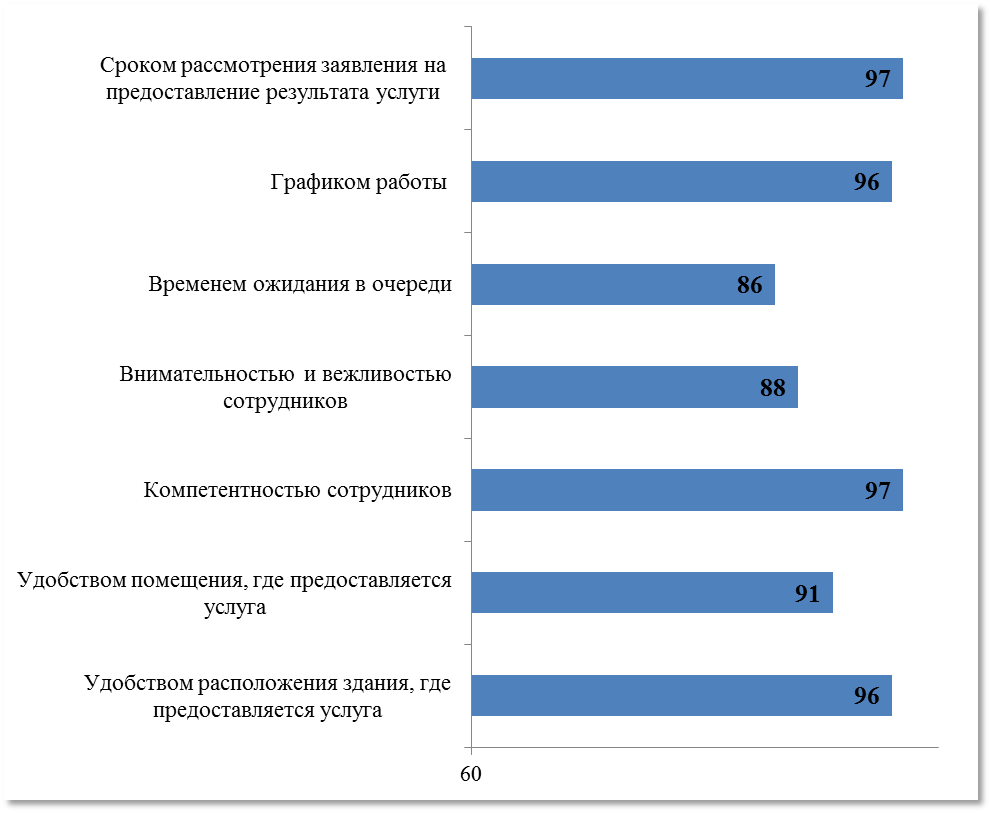 Сроком рассмотрения заявления на
предоставление результата услуги
97
Графиком работы
96
Временем ожидания в очереди
86
Внимательностью и вежливостью
сотрудников
88
Компетентностью сотрудников
97
Удобством помещения, где предоставляется
услуга
91
Удобством расположения здания, где
предоставляется услуга
96
60